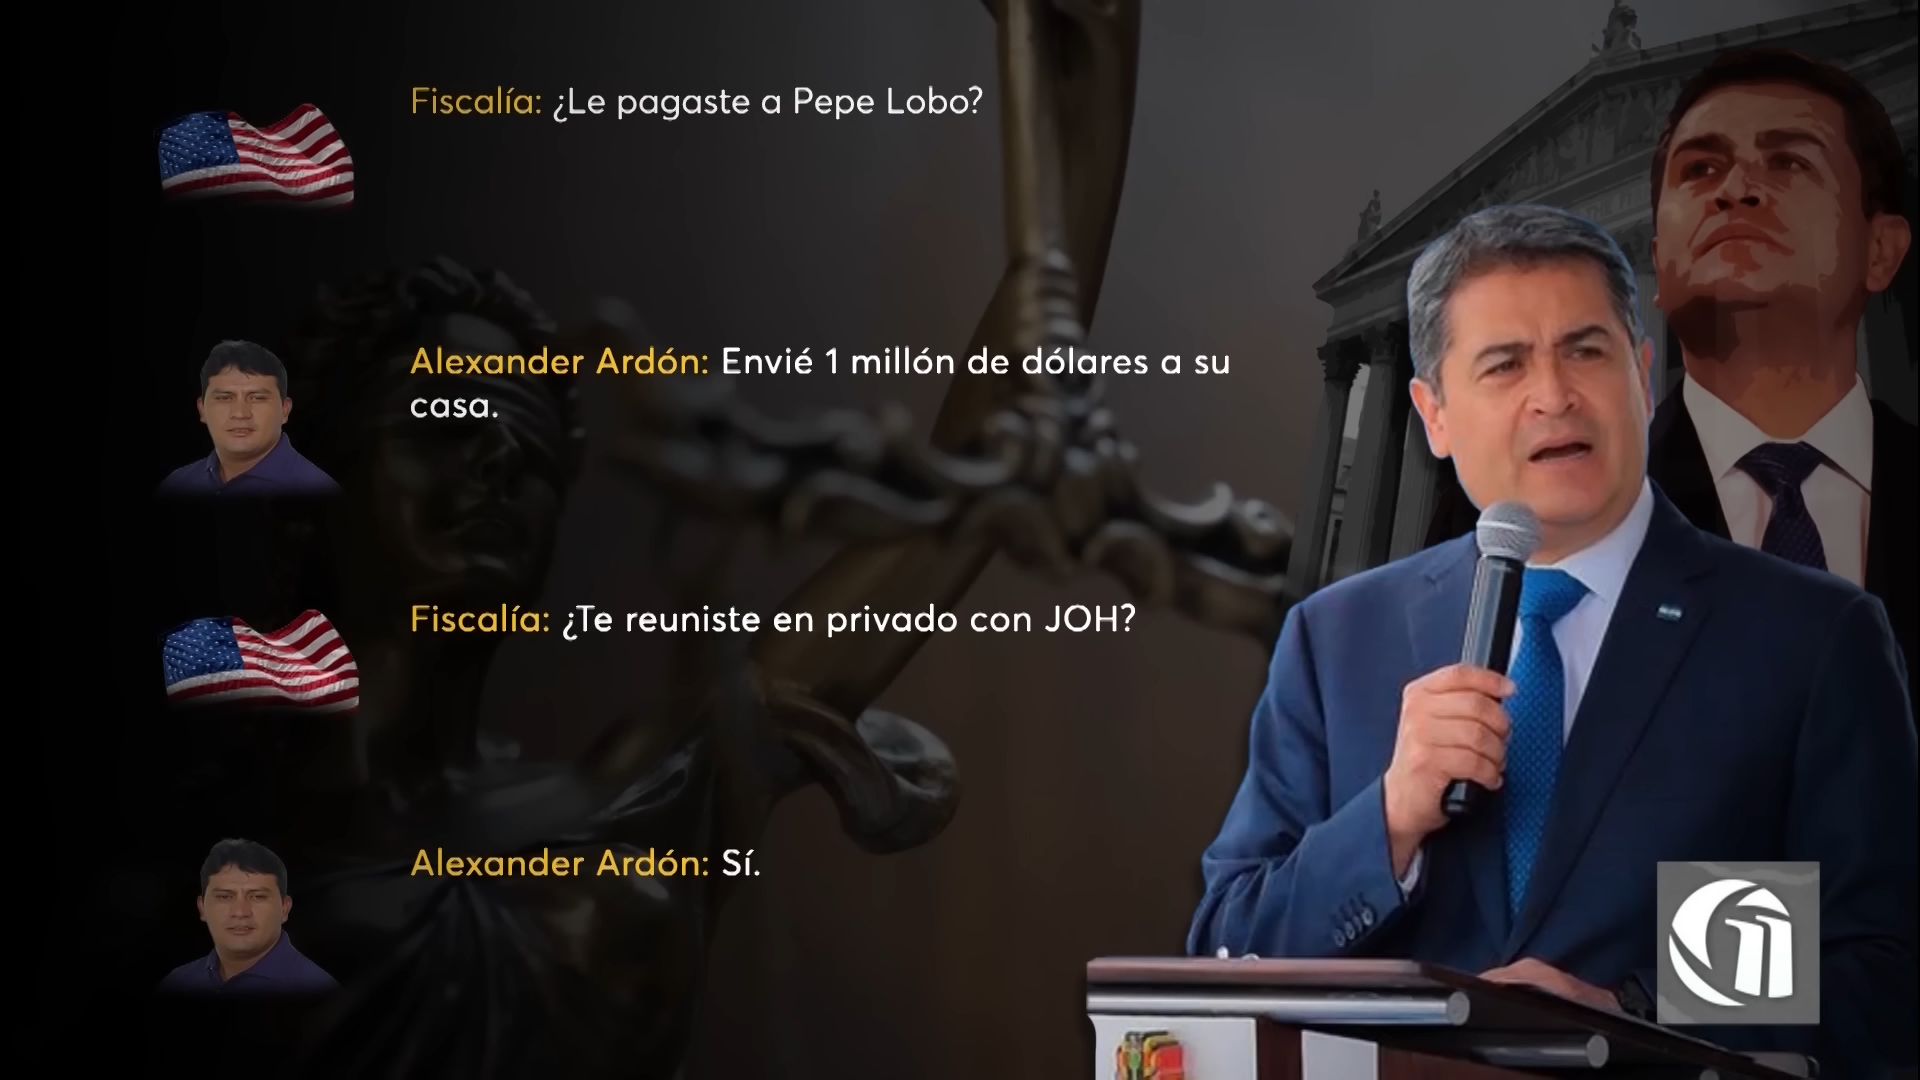 Fiscalía: ¿Le pagaste a Pepe Lobo?
Alexander Ardón: Envié 1 millón de dólares a su
casa.
Fiscalía: ¿Te reuniste en privado con JOH?
Alexander Ardón: Sí.